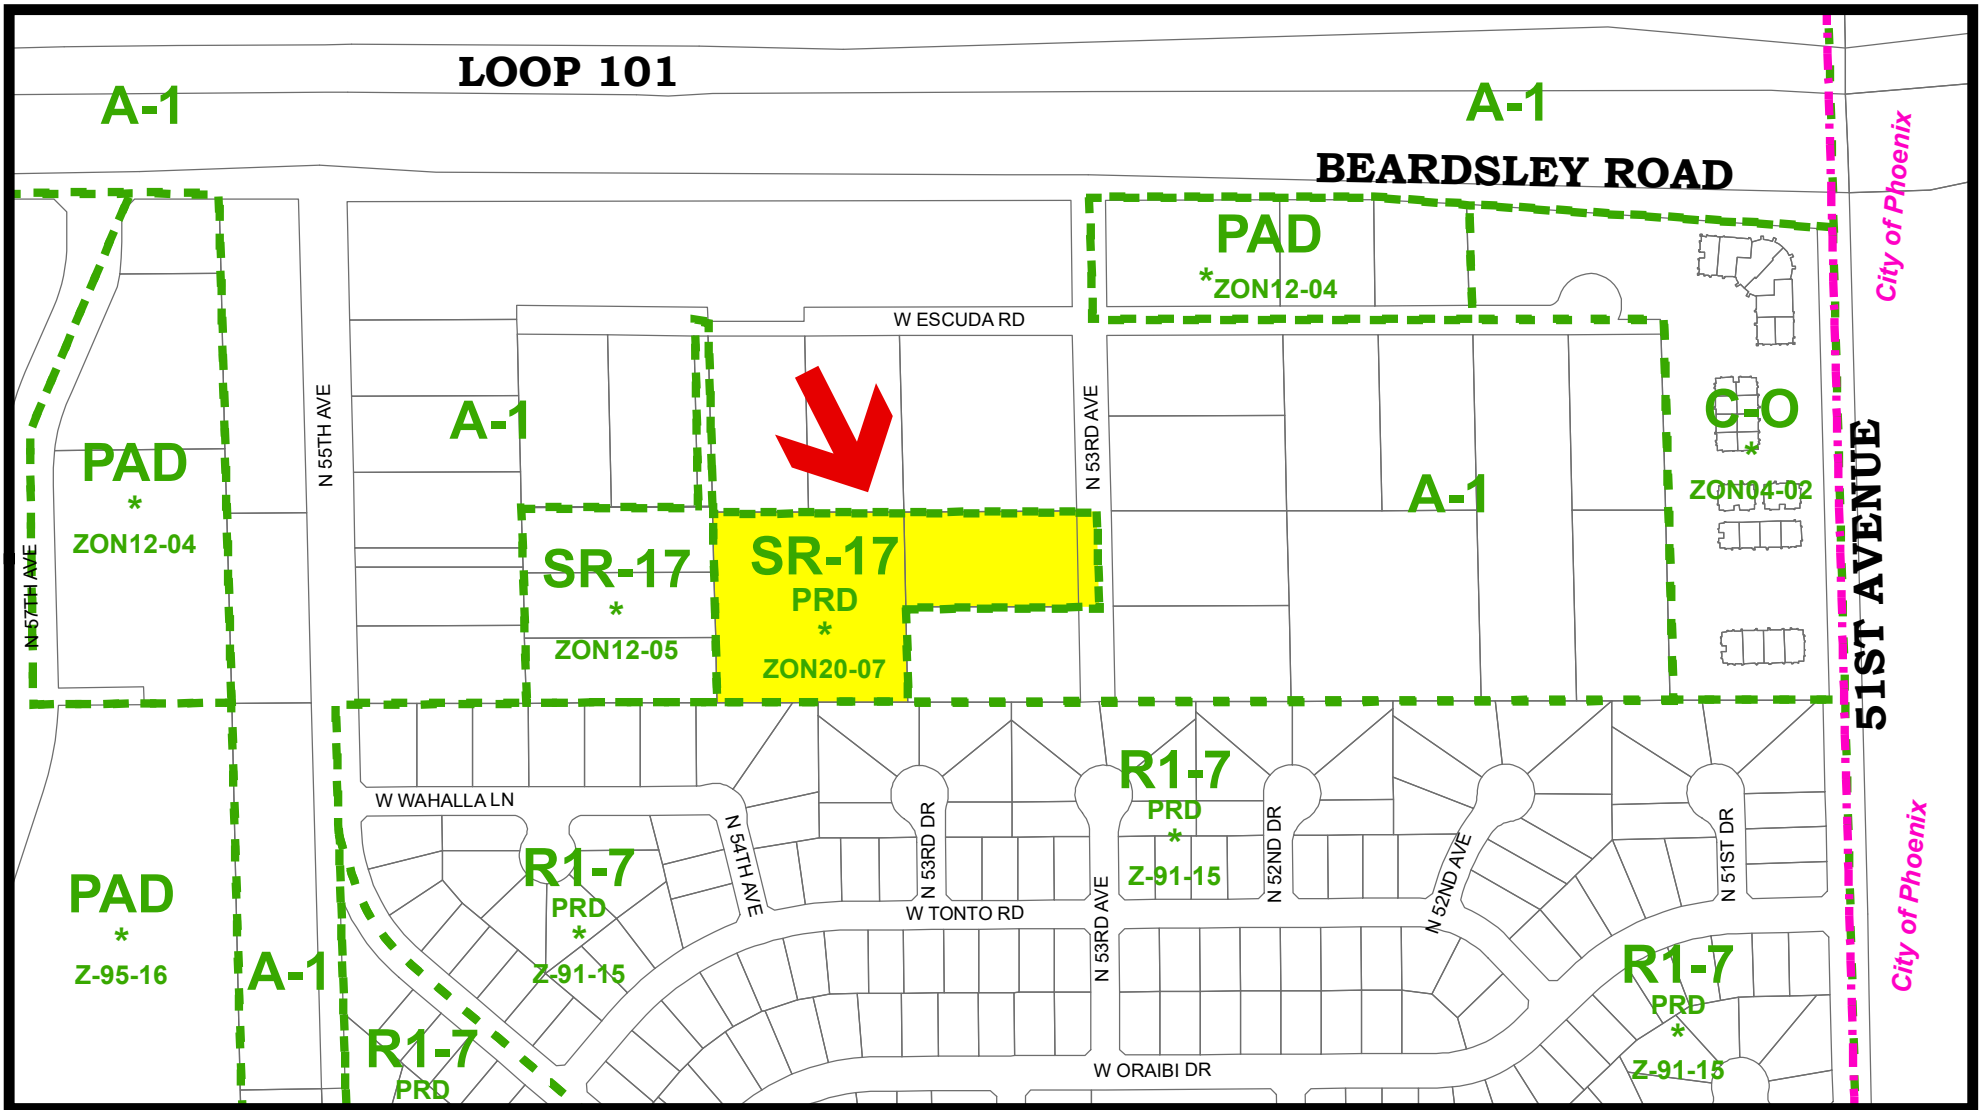 LOOP 101
A-1
A-1
BEARDSLEY ROAD
City of Phoenix
PAD
*ZON12-04
W ESCUDA RD
N 55TH AVE
A-1
N 53RD AVE
C-O
*
ZON04-02
51ST AVENUE
PAD
*
ZON12-04
A-1
N 57TH AVE
SR-17
*
ZON12-05
SR-17
PRD
*
ZON20-07
R1-7
PRD
*
Z-91-15
W WAHALLA LN
N 54TH AVE
N 53RD DR
N 52ND DR
N 52ND AVE
N 51ST DR
City of Phoenix
R1-7
PRD
*
Z-91-15
W TONTO RD
N 53RD AVE
PAD
*
Z-95-16
A-1
R1-7
PRD
R1-7
PRD
*
Z-91-15
W ORAIBI DR